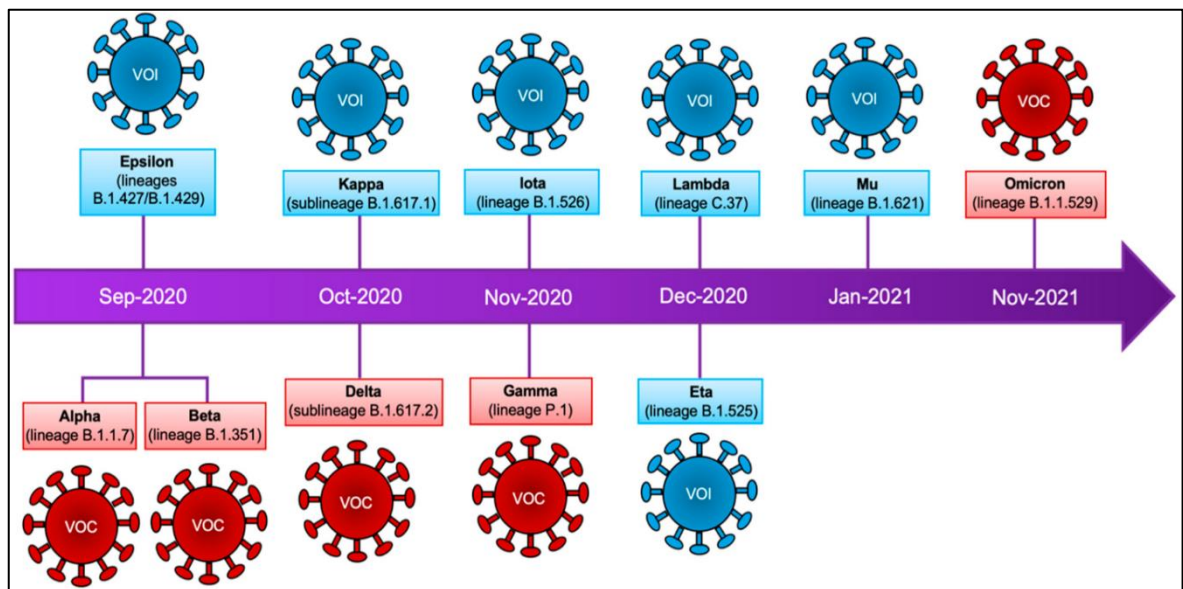 VOI
VOI
VOI
VOI
VOI
VOC
Epsilon
(lineages
B.1.427/B.1.429)
Kappa
(sublineage B.1.617.1)
Iota
(lineage B.1.526)
Lambda
(lineage C.37)
Mu
(lineage B.1.621)
Omicron
(lineage B.1.1.529)
Sep-2020
Oct-2020
Nov-2020
Dec-2020
Jan-2021
Nov-2021
Alpha
(lineage B.1.1.7)
Beta
(lineage B.1.351)
Delta
(sublineage B.1.617.2)
Gamma
(lineage P.1)
Eta
(lineage B.1.525)
VOC
VOC
VOC
VOC
VOI